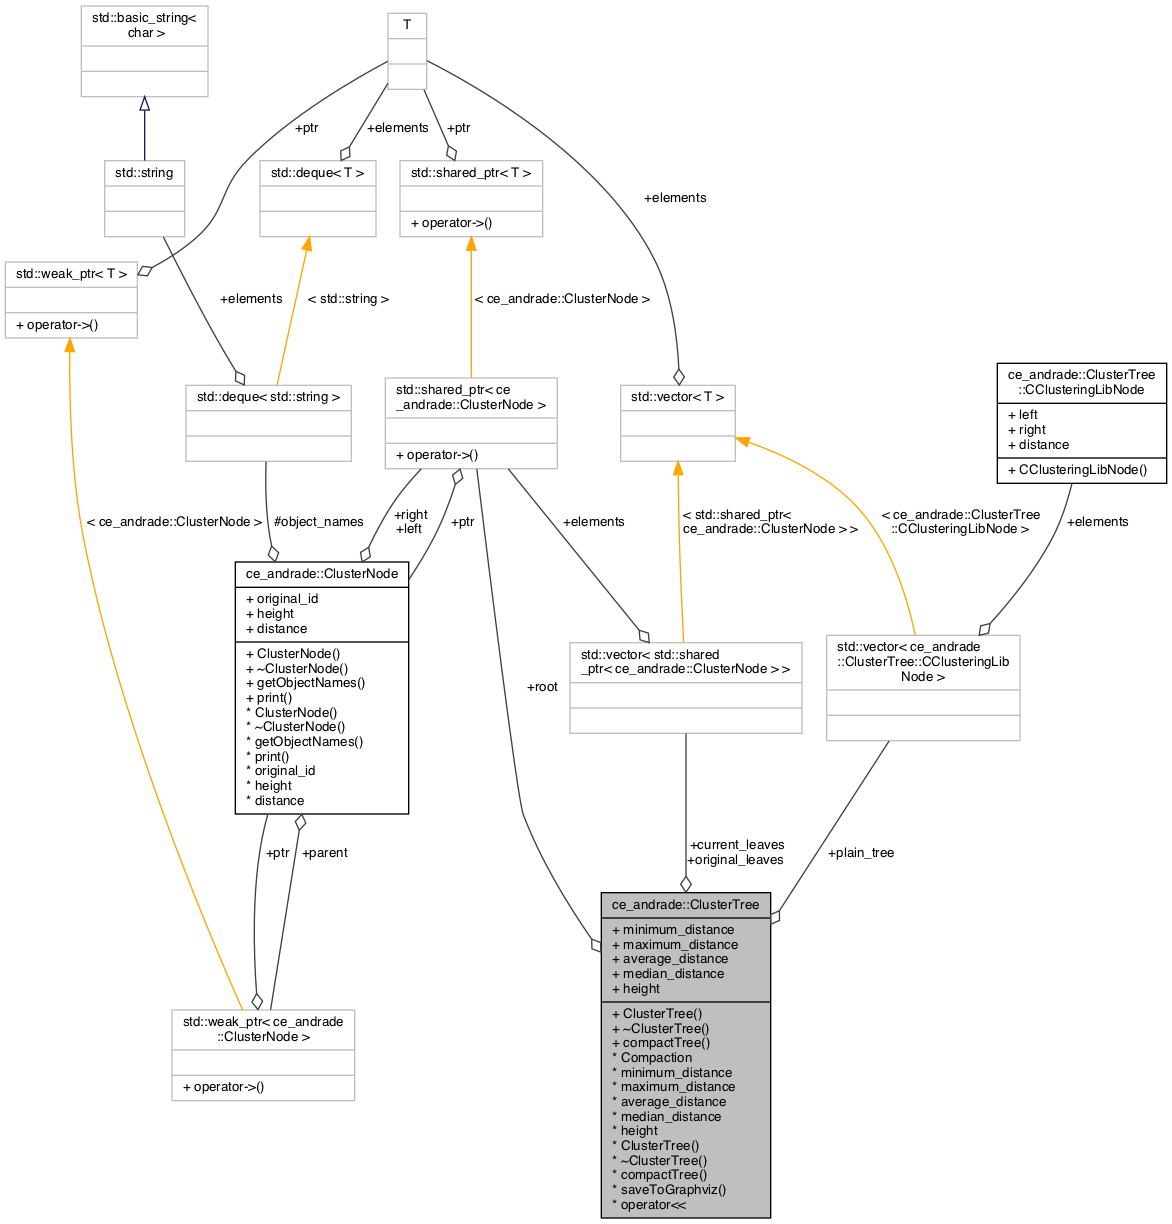 std::basic_string<
char >
T
+ptr
+elements
+ptr
std::string
std::deque< T >
std::shared_ptr< T >
+ operator->()
+elements
std::weak_ptr< T >
+ operator->()
+elements
< std::string >
< ce_andrade::ClusterNode >
std::deque< std::string >
std::shared_ptr< ce
_andrade::ClusterNode >
+ operator->()
std::vector< T >
ce_andrade::ClusterTree
::CClusteringLibNode
+ left
+ right
+ distance
+ CClusteringLibNode()
< ce_andrade::ClusterNode >
#object_names
+right
+left
+ptr
+elements
< std::shared_ptr<
ce_andrade::ClusterNode > >
< ce_andrade::ClusterTree
::CClusteringLibNode >
+elements
ce_andrade::ClusterNode
+ original_id
+ height
+ distance
+ ClusterNode()
+ ~ClusterNode()
+ getObjectNames()
+ print()
* ClusterNode()
* ~ClusterNode()
* getObjectNames()
* print()
* original_id
* height
* distance
+root
std::vector< std::shared
_ptr< ce_andrade::ClusterNode > >
std::vector< ce_andrade
::ClusterTree::CClusteringLib
Node >
+ptr
+parent
+current_leaves
+original_leaves
+plain_tree
std::weak_ptr< ce_andrade
::ClusterNode >
+ operator->()
ce_andrade::ClusterTree
+ minimum_distance
+ maximum_distance
+ average_distance
+ median_distance
+ height
+ ClusterTree()
+ ~ClusterTree()
+ compactTree()
* Compaction
* minimum_distance
* maximum_distance
* average_distance
* median_distance
* height
* ClusterTree()
* ~ClusterTree()
* compactTree()
* saveToGraphviz()
* operator<<